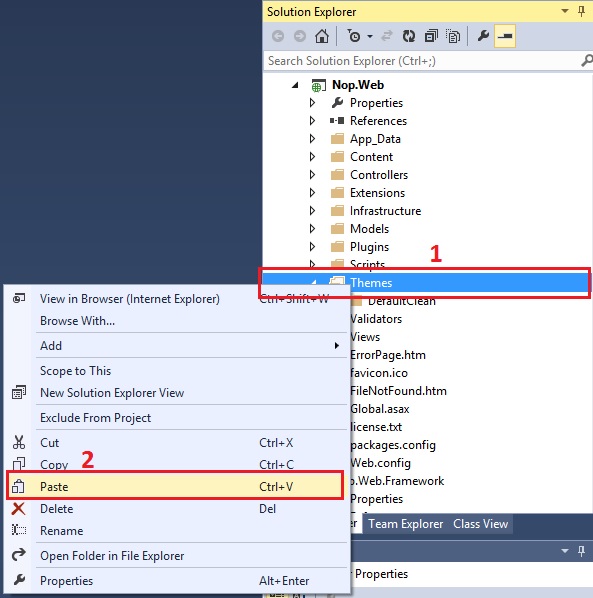 Solution Explorer
Search Solution Explorer (Ctrl+;)
Nop.Web
Properties
References
App_Data
Content
Controllers
Extensions
Infrastructure
Models
Plugins
Scripts
1
Themes
DefaultClean
Validators
Views
ErrorPage.htm
favicon.ico
FileNotFound.htm
Global.asax
license.txt
packages.config
Web.config
p.Web.Framework
Properties
View in Browser (Internet Explorer) Ctrl+Shift+W
Browse With...
Add
Scope to This
New Solution Explorer View
Exclude From Project
Cut Ctrl+X
2
Copy Ctrl+C
Paste Ctrl+V
Delete Del
Rename
Open Folder in File Explorer
Properties Alt+Enter
er Team Explorer Class View
r Properties